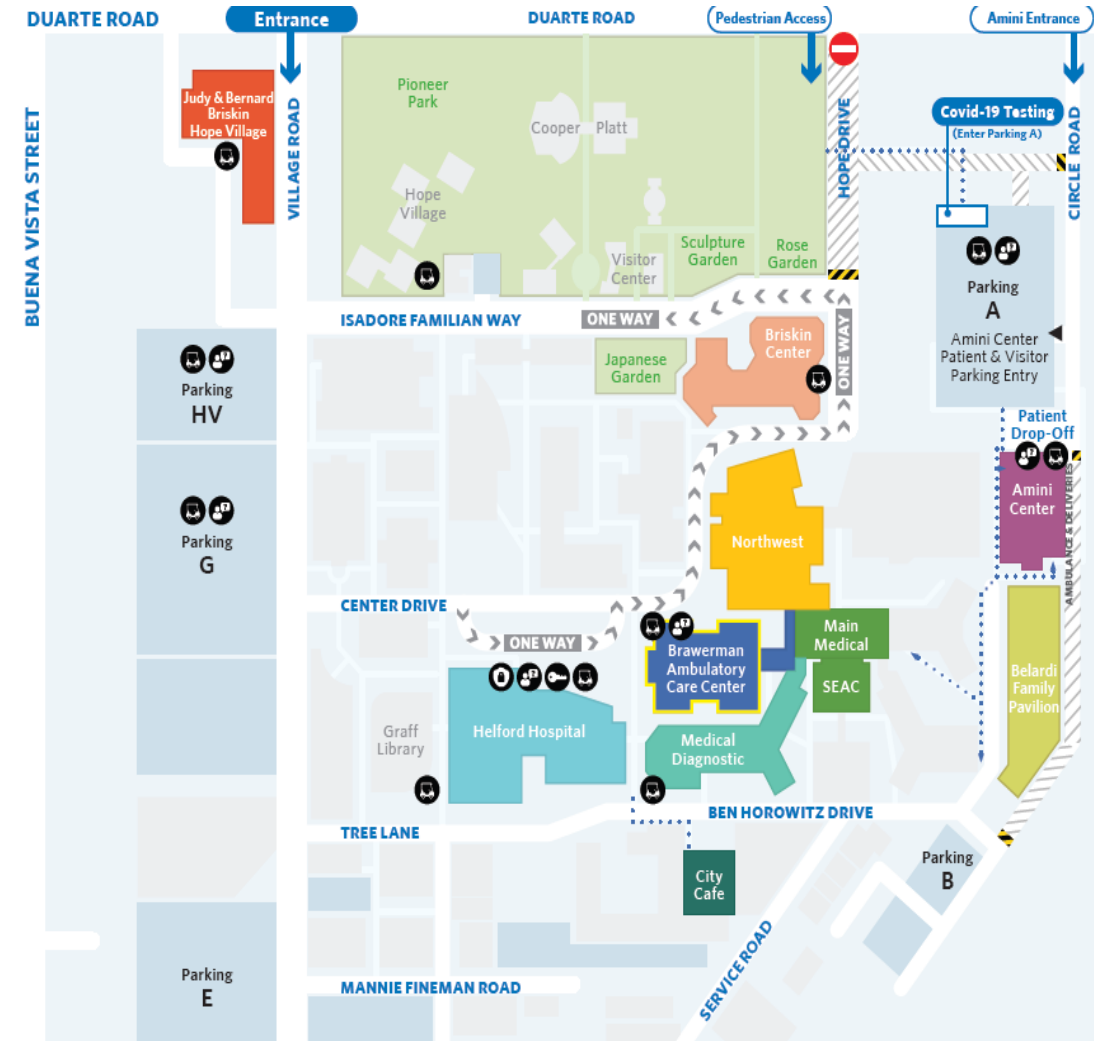 DUARTE ROAD
Entrance
DUARTE ROAD
Pedestrian Access
Amini Entrance
BUENA VISTA STREET
Judy & Bernard
Briskin
Hope Village
VILLAGE ROAD
Pioneer
Park
Cooper
Platt
Hope
Village
Visitor
Center
Sculpture
Garden
Rose
Garden
HOPE DRIVE
Covid-19 Testing
(Enter Parking A)
CIRCLE ROAD
Parking
A
Amini Center
Patient & Visitor
Parking Entry
ISADORE FAMILIAN WAY
ONE WAY
Briskin
Center
ONE WAY
Japanese
Garden
Parking
HV
Patient
Drop-Off
Amini
Center
AMBULANCE & DELIVERIES
Parking
G
Northwest
CENTER DRIVE
ONE WAY
Brawerman
Ambulatory
Care Center
Main
Medical
SEAC
Belardi
Family
Pavilion
Graff
Library
Helford Hospital
Medical
Diagnostic
BEN HOROWITZ DRIVE
TREE LANE
City
Cafe
Parking
B
SERVICE ROAD
Parking
E
MANNIE FINEMAN ROAD